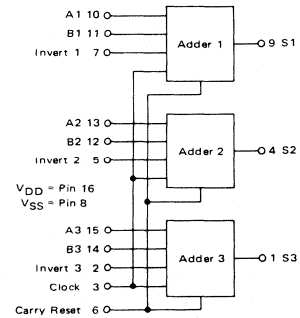 A1 10
B1 11
Invert 1 7
Adder 1
9 S1
A2 13
B2 12
Invert 2 5
Adder 2
4 S2
VDD = Pin 16
VSS = Pin 8
A3 15
B3 14
Invert 3 2
Clock 3
Adder 3
1 S3
Carry Reset 6